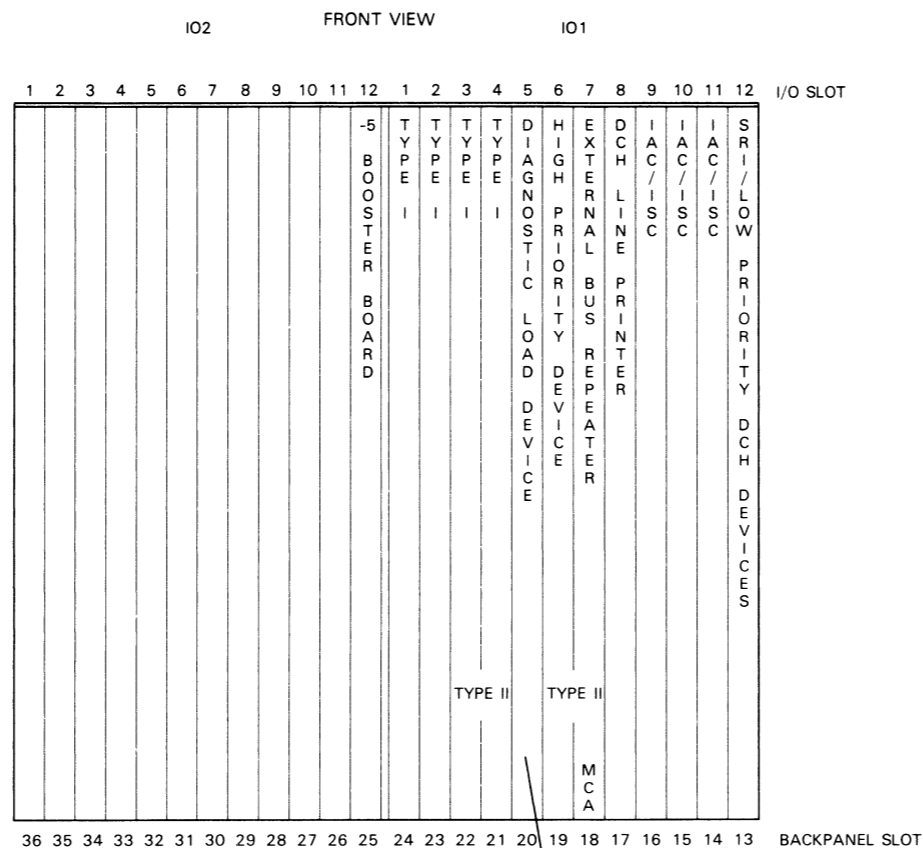 FRONT VIEW
IO2 IO1
1 2 3 4 5 6 7 8 9 10 11 12 1 2 3 4 5 6 7 8 9 10 11 12 I/O SLOT
-5 BOOSTER BOARD
TYPE I
TYPE I
TYPE I
TYPE I
DIAGNOSTIC LOAD DEVICE
HIGH PRIORITY DEVICE
EXTERNAL BUS REPEATER
DCH LINE PRINTER
IAC/ISC
IAC/ISC
IAC/ISC
SRI/LOW PRIORITY DCH DEVICES
TYPE II TYPE II
MCA
36 35 34 33 32 31 30 29 28 27 26 25 24 23 22 21 20 19 18 17 16 15 14 13 BACKPANEL SLOT